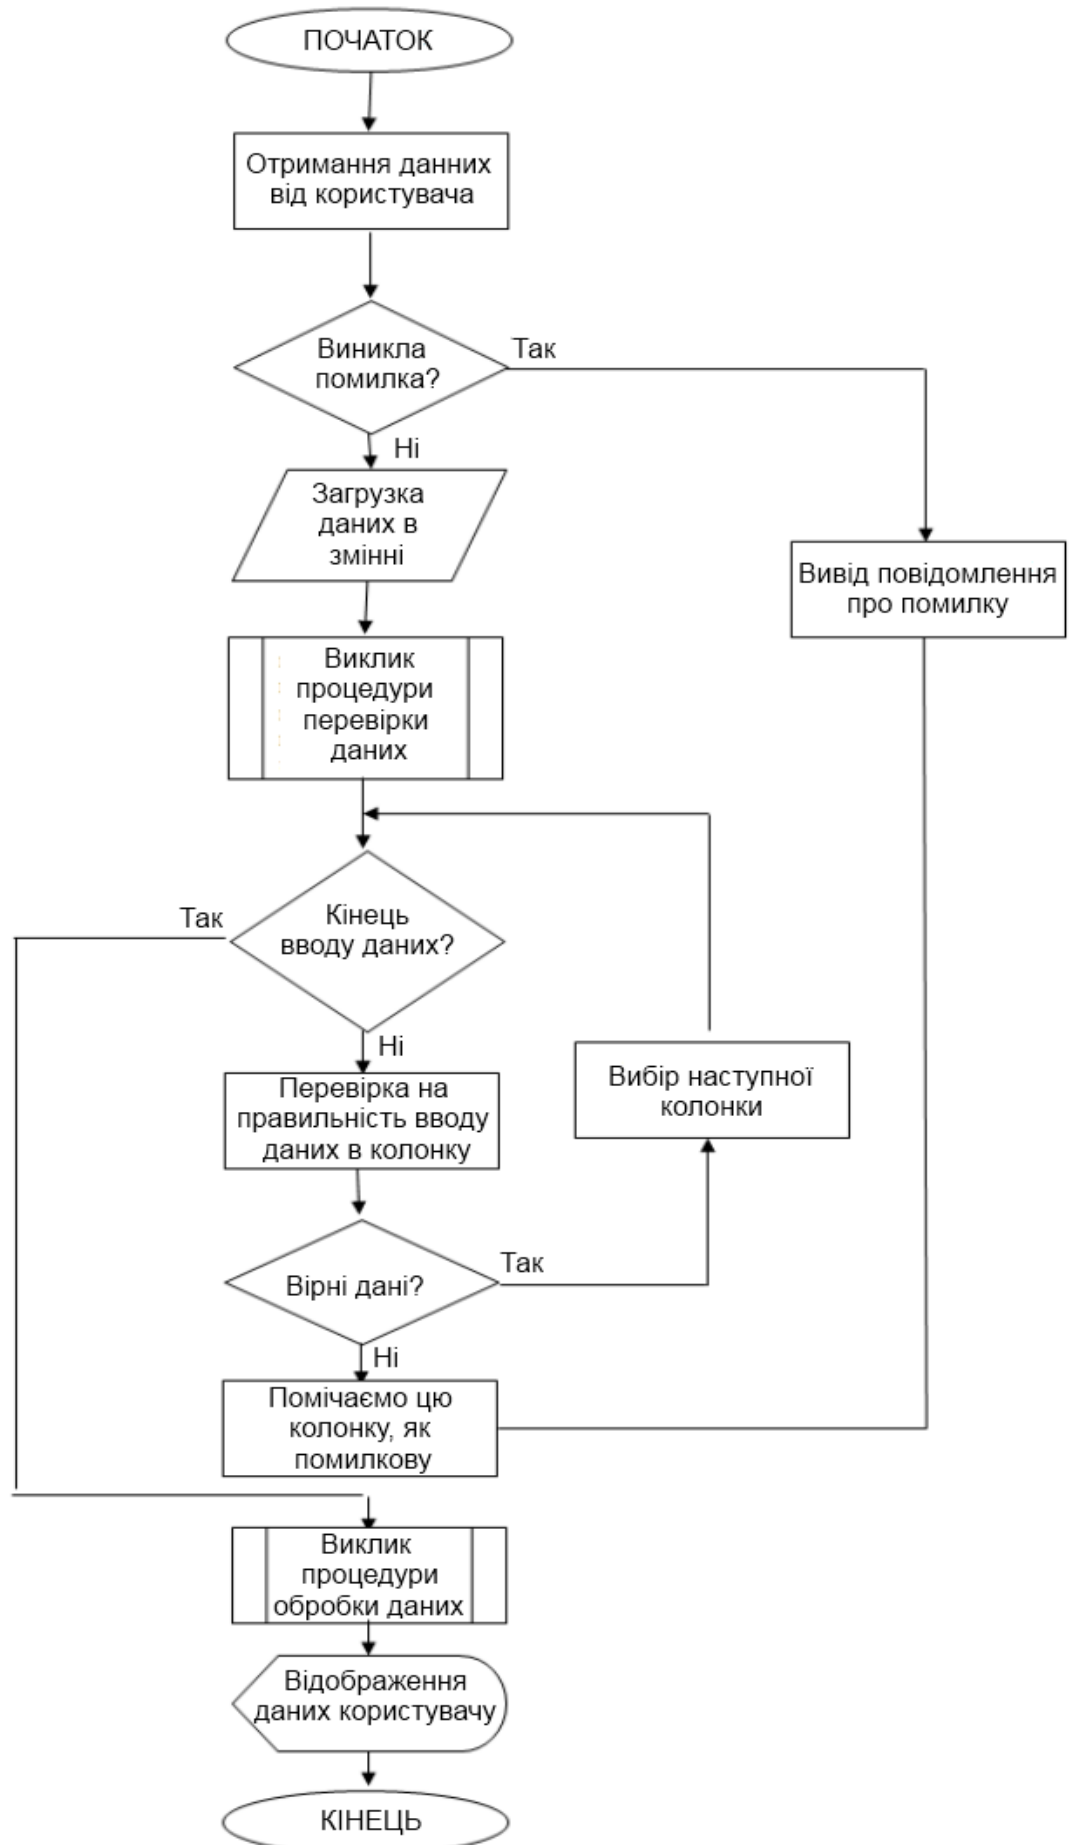 ПОЧАТОК
Отримання данних
від користувача
Виникла
помилка?
Так
Ні
Загрузка
даних в
змінні
Вивід повідомлення
про помилку
Виклик
процедури
перевірки
даних
Так
Кінець
вводу даних?
Ні
Перевірка на
правильність вводу
даних в колонку
Вибір наступної
колонки
Вірні дані?
Так
Ні
Помічаємо цю
колонку, як
помилкову
Виклик
процедури
обробки даних
Відображення
даних користувачу
КІНЕЦЬ